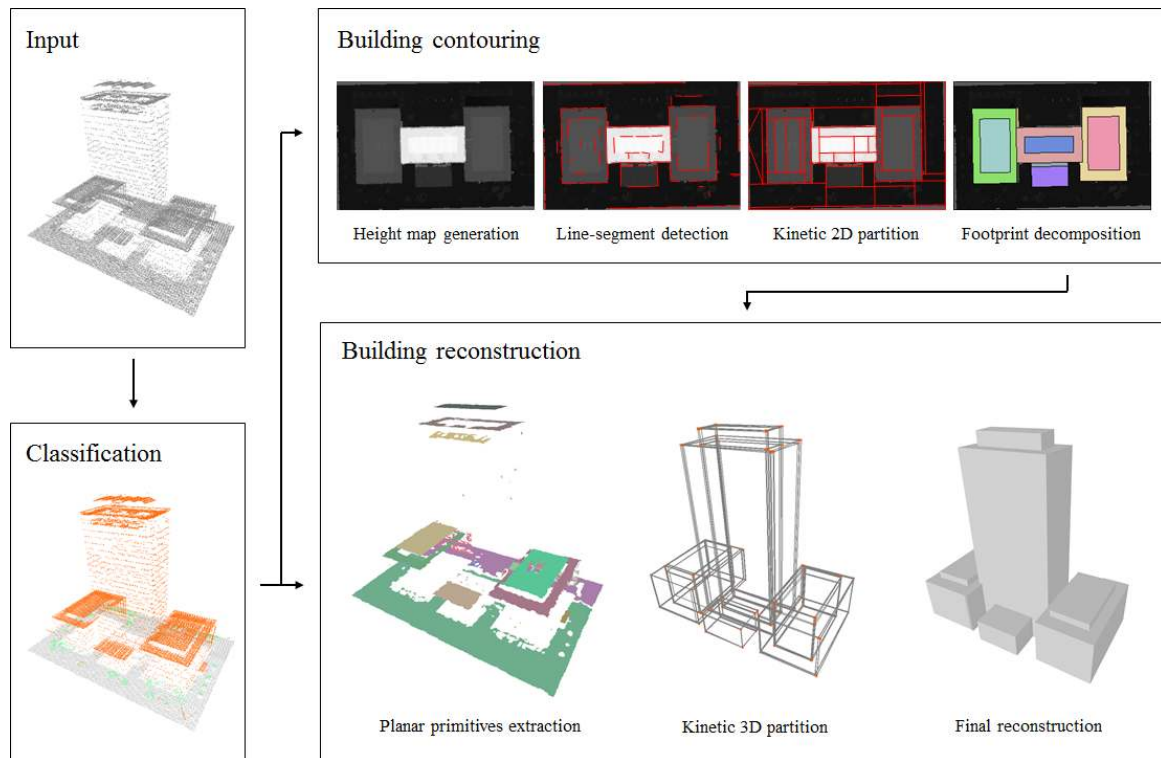 Input
Classification
Building contouring
Height map generation
Line-segment detection
Kinetic 2D partition
Footprint decomposition
Building reconstruction
Planar primitives extraction
Kinetic 3D partition
Final reconstruction